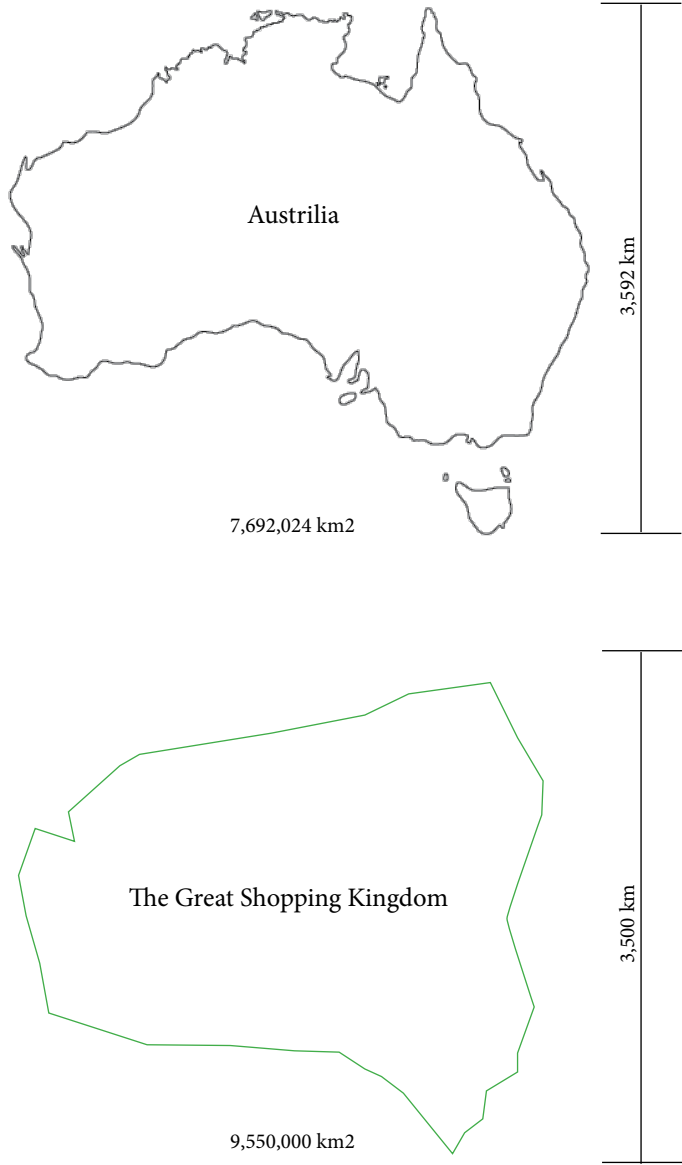 Austrilia
3,592 km
7,692,024 km2
The Great Shopping Kingdom
3,500 km
9,550,000 km2